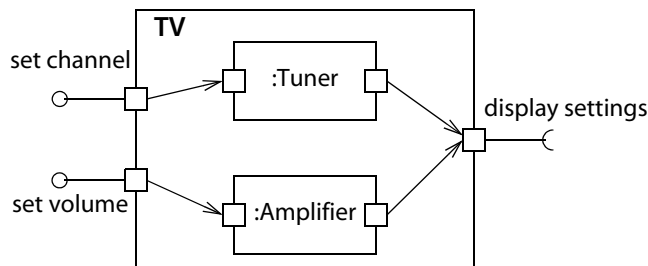 TV
set channel
:Tuner
display settings
set volume
:Amplifier